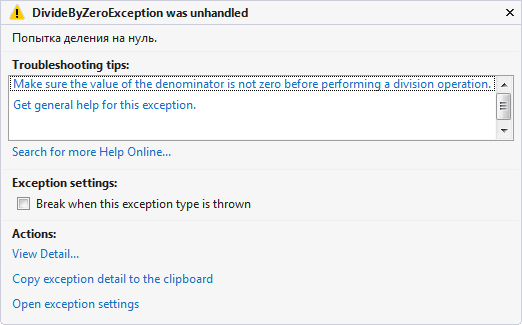 DivideByZeroException was unhandled
Попытка деления на нуль.
Troubleshooting tips:
Make sure the value of the denominator is not zero before performing a division operation.
Get general help for this exception.
Search for more Help Online...
Exception settings:
Break when this exception type is thrown
Actions:
View Detail...
Copy exception detail to the clipboard
Open exception settings